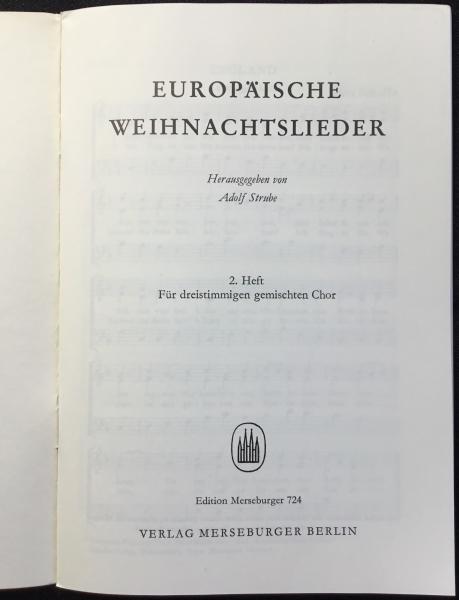 EUROPÄISCHE
WEIHNACHTSLIEDER
Herausgegeben von
Adolf Strube
2. Heft
Für dreistimmigen gemischten Chor
Edition Merseburger 724
VERLAG MERSEBURGER BERLIN